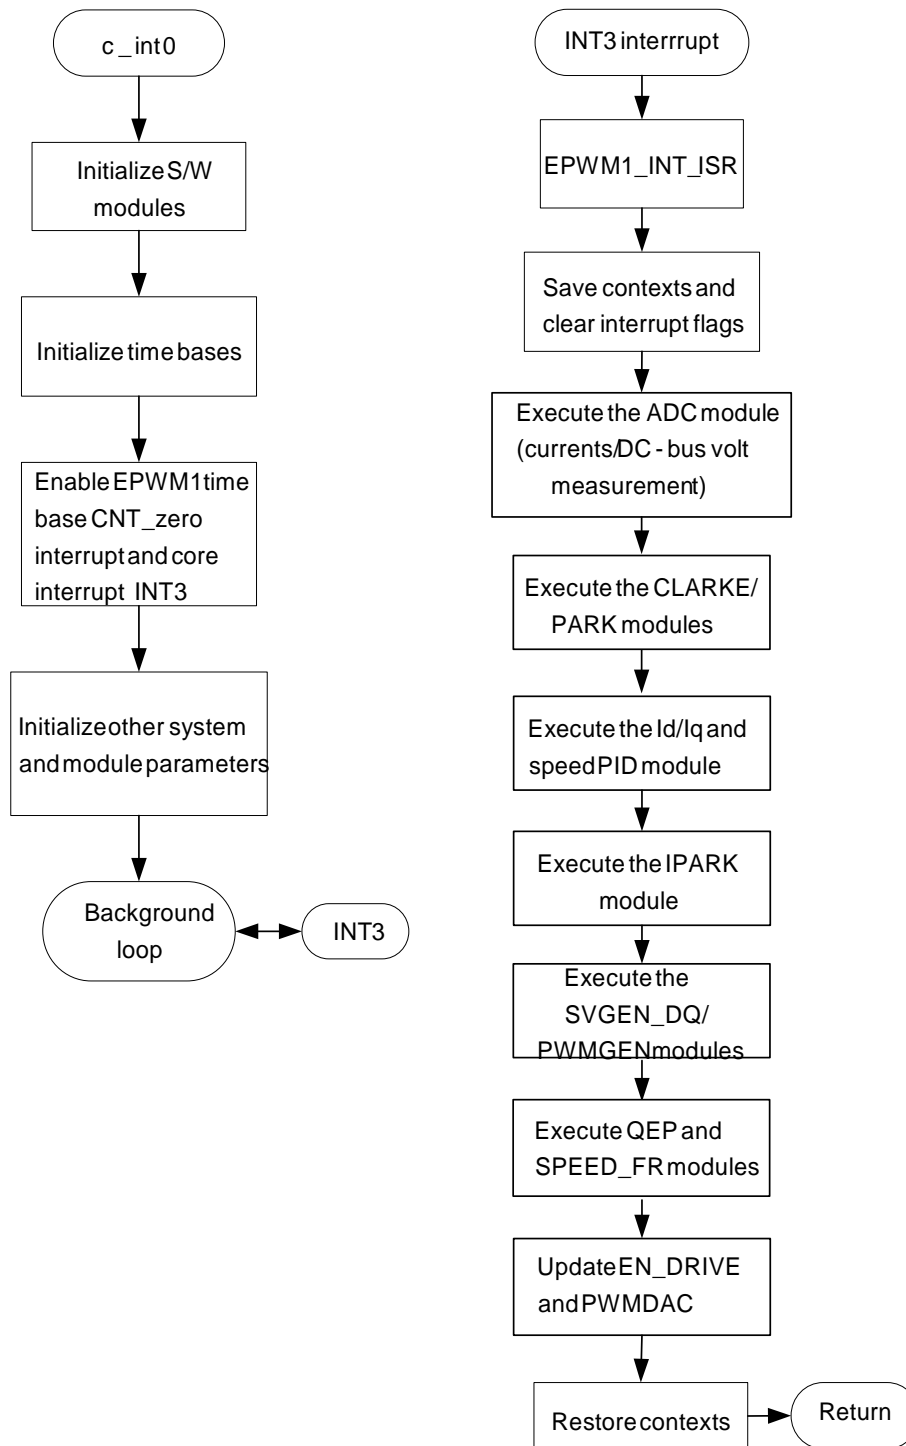 c_int0
Initialize S/W
modules
Initialize time bases
Enable EPWM1 time
base CNT_zero
interrupt and core
interrupt INT3
Initialize other system
and module parameters
Background
loop
INT3
INT3 interrrupt
EPWM1_INT_ISR
Save contexts and
clear interrupt flags
Execute the ADC module
(currents/DC - bus volt
measurement)
Execute the CLARKE/
PARK modules
Execute the Id/Iq and
speed PID module
Execute the IPARK
module
Execute the
SVGEN_DQ/
PWMGEN modules
Execute QEP and
SPEED_FR modules
Update EN_DRIVE
and PWMDAC
Restore contexts
Return